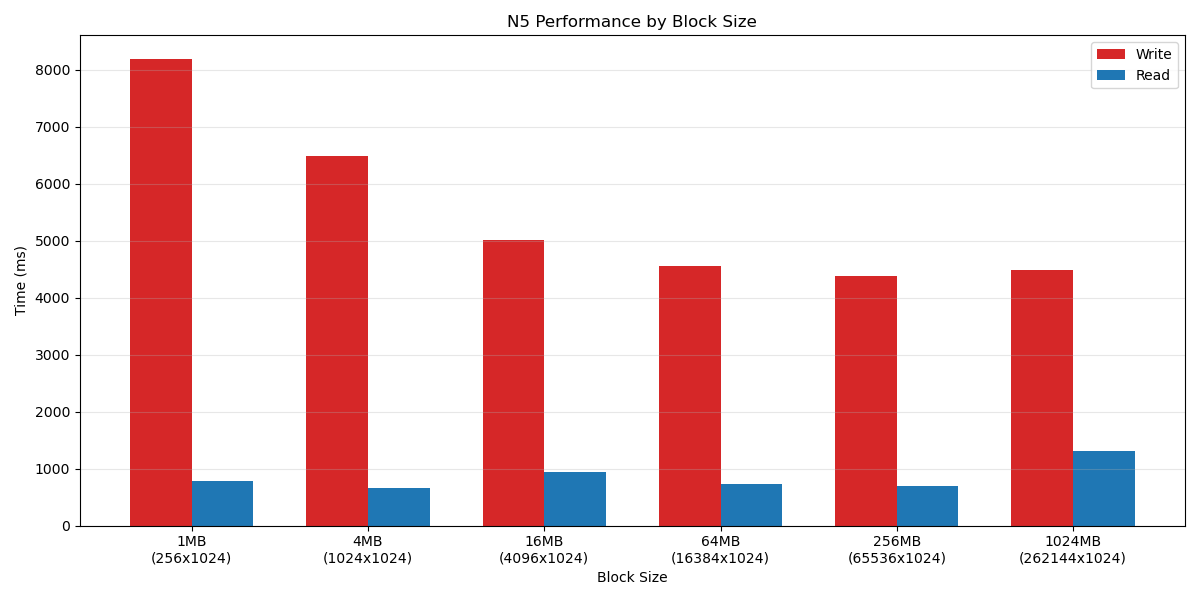 N5 Performance by Block Size
Write
Read
Time (ms)
8000
7000
6000
5000
4000
3000
2000
1000
0
1MB
(256x1024)
4MB
(1024x1024)
16MB
(4096x1024)
64MB
(16384x1024)
256MB
(65536x1024)
1024MB
(262144x1024)
Block Size